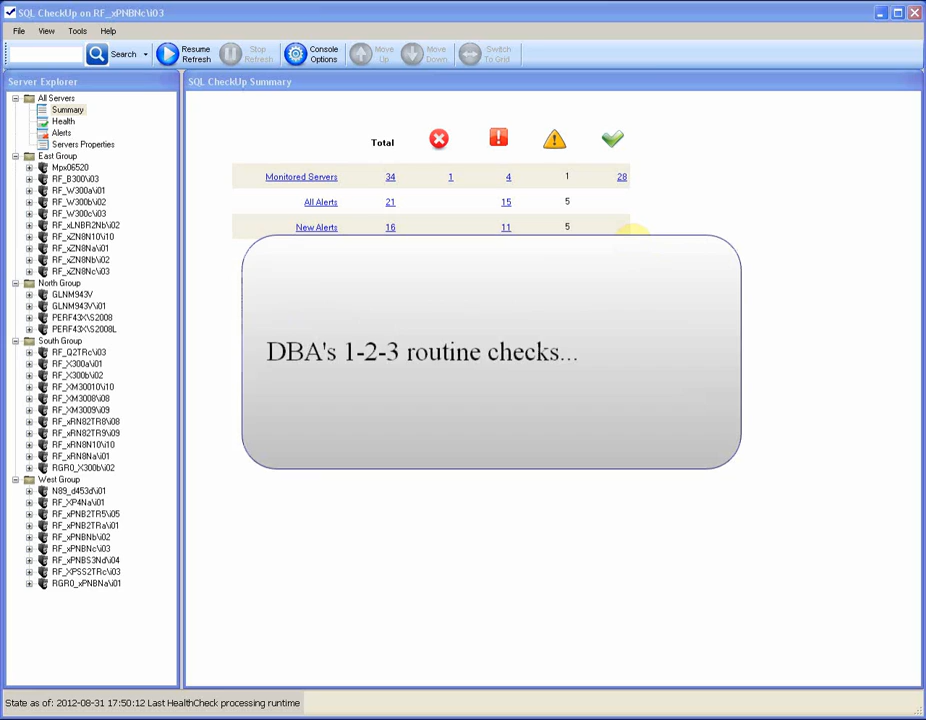 SQL CheckUp on RF_xPNBNc\i03
File View Tools Help
Search Resume Refresh Stop Refresh Console Options Move Up Move Down Switch To Grid
Server Explorer
SQL CheckUp Summary
All Servers
Summary
Health
Alerts
Servers Properties
East Group
Mpx06520
RF_B300\i03
RF_W300a\i01
RF_W300b\i02
RF_W300c\i03
RF_xLNBR2Nb\i02
RF_xZN8N10\i10
RF_xZN8Na\i01
RF_xZN8Nb\i02
RF_xZN8Nc\i03
North Group
GLNM943V
GLNM943V\i01
PERF43X\S2008
PERF43X\S2008L
South Group
RF_Q2TRc\i03
RF_X300a\i01
RF_X300b\i02
RF_XM30010\i10
RF_XM3008\i08
RF_XM3009\i09
RF_xRN82TR8\i08
RF_xRN82TR9\i09
RF_xRN8N10\i10
RF_xRN8Na\i01
RGR0_X300b\i02
West Group
N89_d453d\i01
RF_XP4Na\i01
RF_xPNB2TR5\i05
RF_xPNB2TRa\i01
RF_xPNBNb\i02
RF_xPNBNc\i03
RF_xPNBS3Nd\i04
RF_XPSS2TRc\i03
RGR0_xPNBNa\i01
Total
Monitored Servers 34 1 4 1 28
All Alerts 21 15 5
New Alerts 16 11 5
DBA's 1-2-3 routine checks...
State as of: 2012-08-31 17:50:12 Last HealthCheck processing runtime